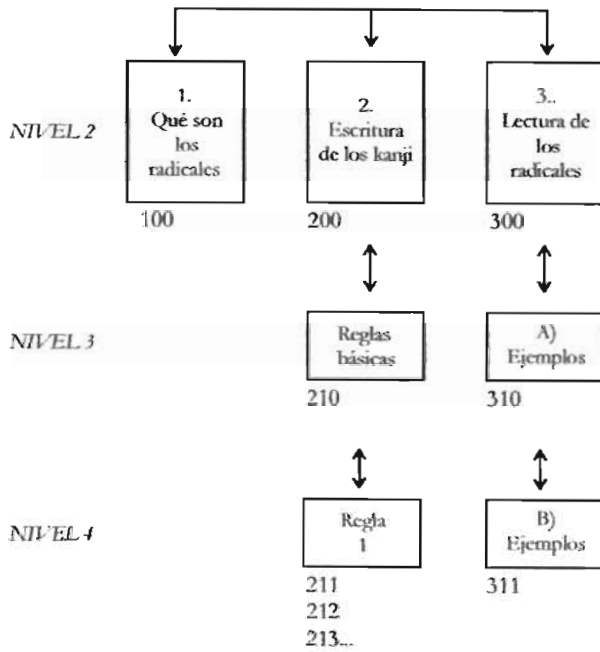 NIVEL 2
1.
Qué son
los
radicales
100
2.
Escritura
de los kanji
200
3..
Lectura de
los
radicales
300
NIVEL 3
Reglas
básicas
210
A)
Ejemplos
310
NIVEL 4
Regla
1
211
212
213...
B)
Ejemplos
311